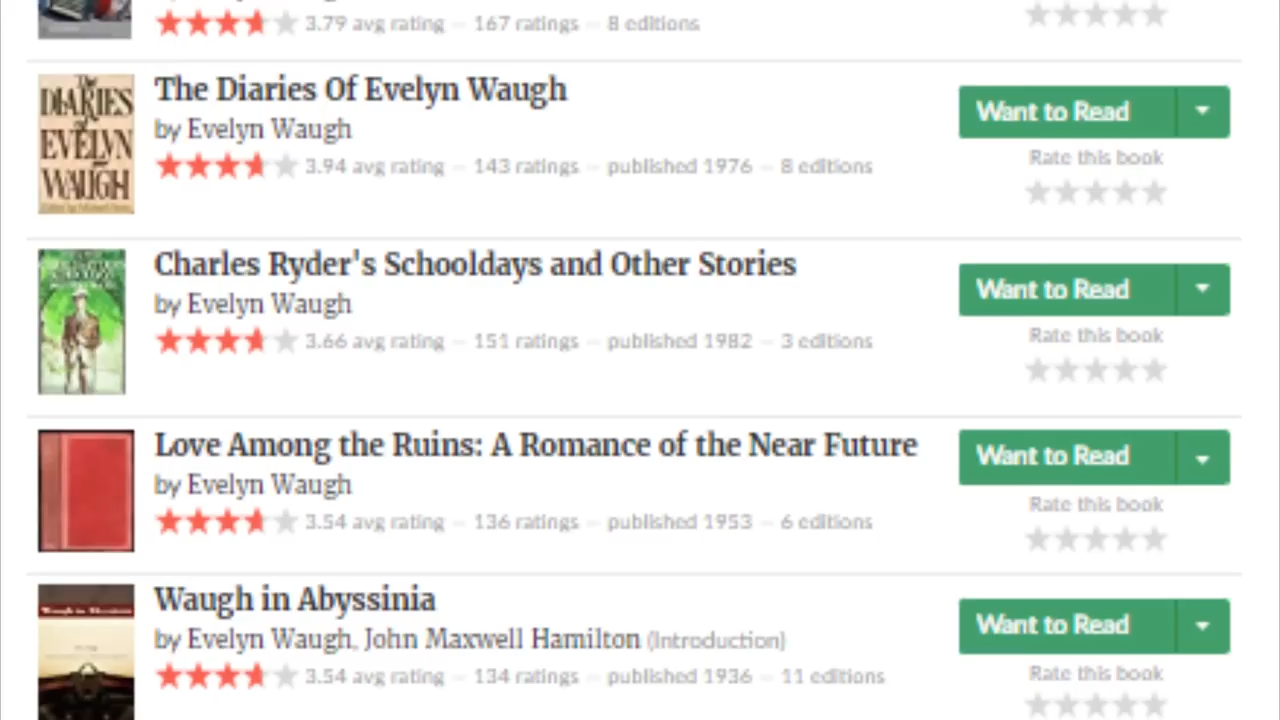 3.79 avg rating — 167 ratings — 8 editions
The
DIARIES
of
EVELYN
WAUGH
The Diaries Of Evelyn Waugh
by Evelyn Waugh
3.94 avg rating — 143 ratings — published 1976 — 8 editions
Want to Read
Rate this book
Charles Ryder's Schooldays and Other Stories
by Evelyn Waugh
3.66 avg rating — 151 ratings — published 1982 — 3 editions
Want to Read
Rate this book
Love Among the Ruins: A Romance of the Near Future
by Evelyn Waugh
3.54 avg rating — 136 ratings — published 1953 — 6 editions
Want to Read
Rate this book
Waugh in Abyssinia
Waugh in Abyssinia
by Evelyn Waugh, John Maxwell Hamilton (Introduction)
3.54 avg rating — 134 ratings — published 1936 — 11 editions
Want to Read
Rate this book